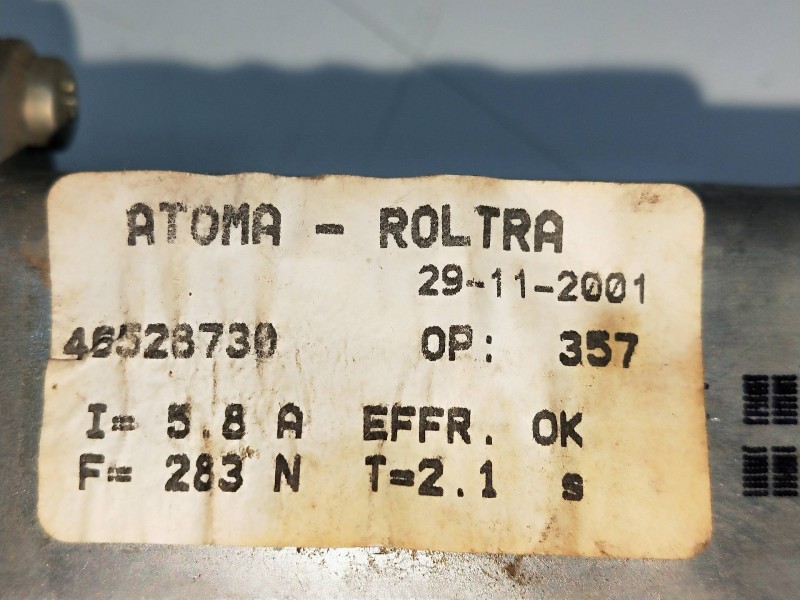 ATOMA - ROLTRA
29-11-2001
46528730 OP: 357
I= 5.8 A EFFR. OK
F= 283 N T=2.1 s